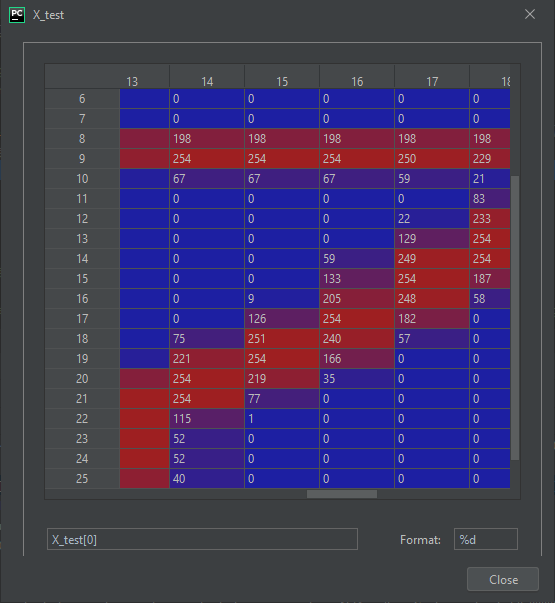 PC X_test
13 14 15 16 17 18
6 0 0 0 0 0
7 0 0 0 0 0
8 198 198 198 198 198
9 254 254 254 250 229
10 67 67 67 59 21
11 0 0 0 0 83
12 0 0 0 22 233
13 0 0 0 129 254
14 0 0 59 249 254
15 0 0 133 254 187
16 0 9 205 248 58
17 0 126 254 182 0
18 75 251 240 57 0
19 221 254 166 0 0
20 254 219 35 0 0
21 254 77 0 0 0
22 115 1 0 0 0
23 52 0 0 0 0
24 52 0 0 0 0
25 40 0 0 0 0
X_test[0] Format: %d
Close